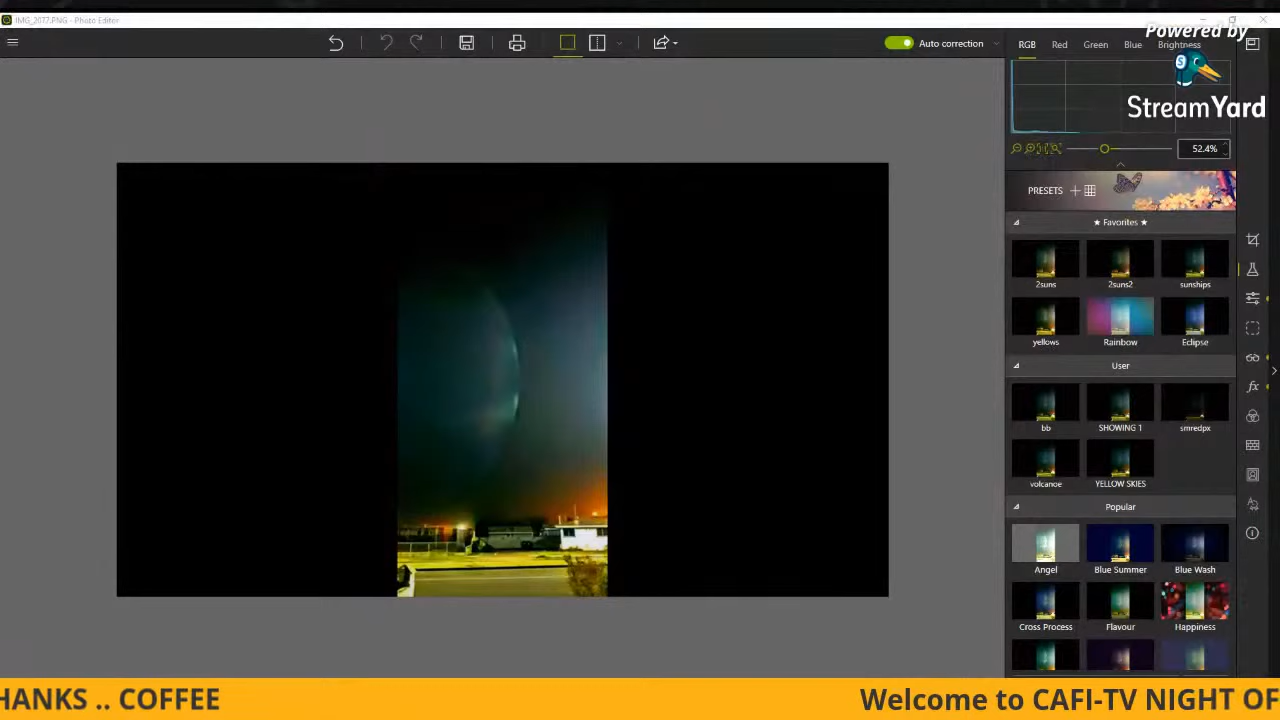 IMG_2077.PNG - Photo Editor
Powered by
StreamYard
Auto correction
RGB Red Green Blue Brightness
52.4%
PRESETS
★ Favorites ★
2suns 2suns2 sunships
yellows Rainbow Eclipse
User
bb SHOWING 1 smredpx
volcanoe YELLOW SKIES
Popular
Angel Blue Summer Blue Wash
Cross Process Flavour Happiness
fx
HANKS .. COFFEE Welcome to CAFI-TV NIGHT OF